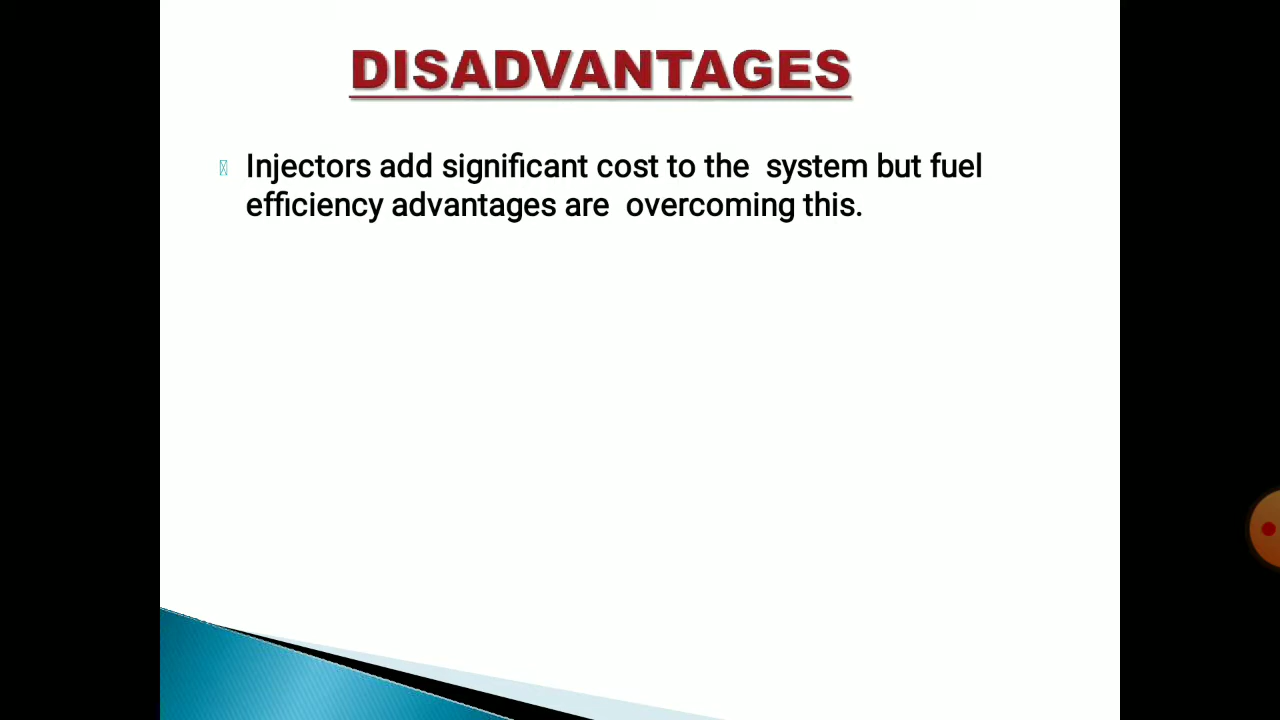 DISADVANTAGES
Injectors add significant cost to the  system but fuel
efficiency advantages are  overcoming this.